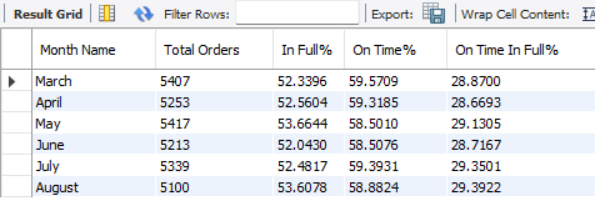 Result Grid Filter Rows: Export: Wrap Cell Content:
Month Name Total Orders In Full% On Time% On Time In Full%
March 5407 52.3396 59.5709 28.8700
April 5253 52.5604 59.3185 28.6693
May 5417 53.6644 58.5010 29.1305
June 5213 52.0430 58.5076 28.7167
July 5339 52.4817 59.3931 29.3501
August 5100 53.6078 58.8824 29.3922